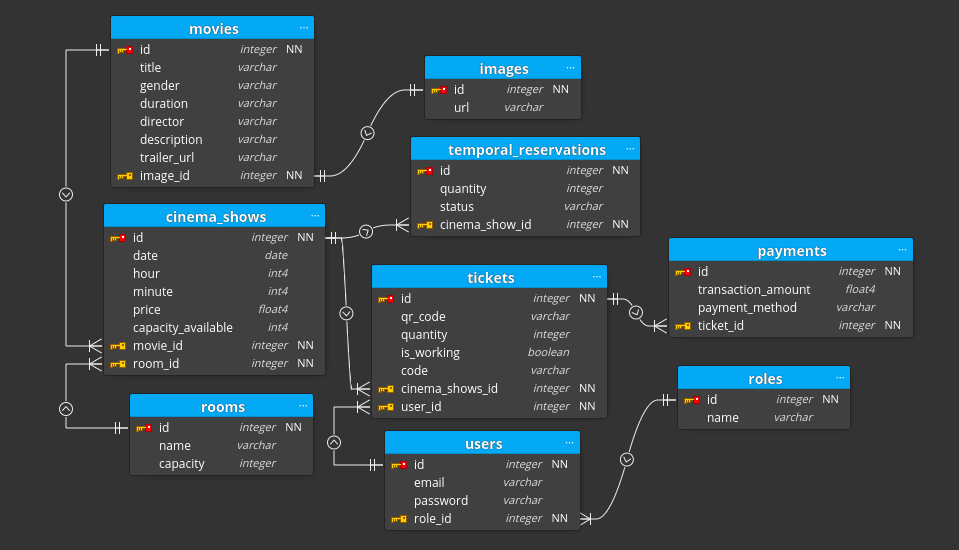 movies ...
id integer NN
title varchar
gender varchar
duration varchar
director varchar
description varchar
trailer_url varchar
image_id integer NN
images ...
id integer NN
url varchar
temporal_reservations ...
id integer NN
quantity integer
status varchar
cinema_show_id integer NN
cinema_shows ...
id integer NN
date date
hour int4
minute int4
price float4
capacity_available int4
movie_id integer NN
room_id integer NN
tickets ...
id integer NN
qr_code varchar
quantity integer
is_working boolean
code varchar
cinema_shows_id integer NN
user_id integer NN
payments ...
id integer NN
transaction_amount float4
payment_method varchar
ticket_id integer NN
rooms ...
id integer NN
name varchar
capacity integer
roles ...
id integer NN
name varchar
users ...
id integer NN
email varchar
password varchar
role_id integer NN